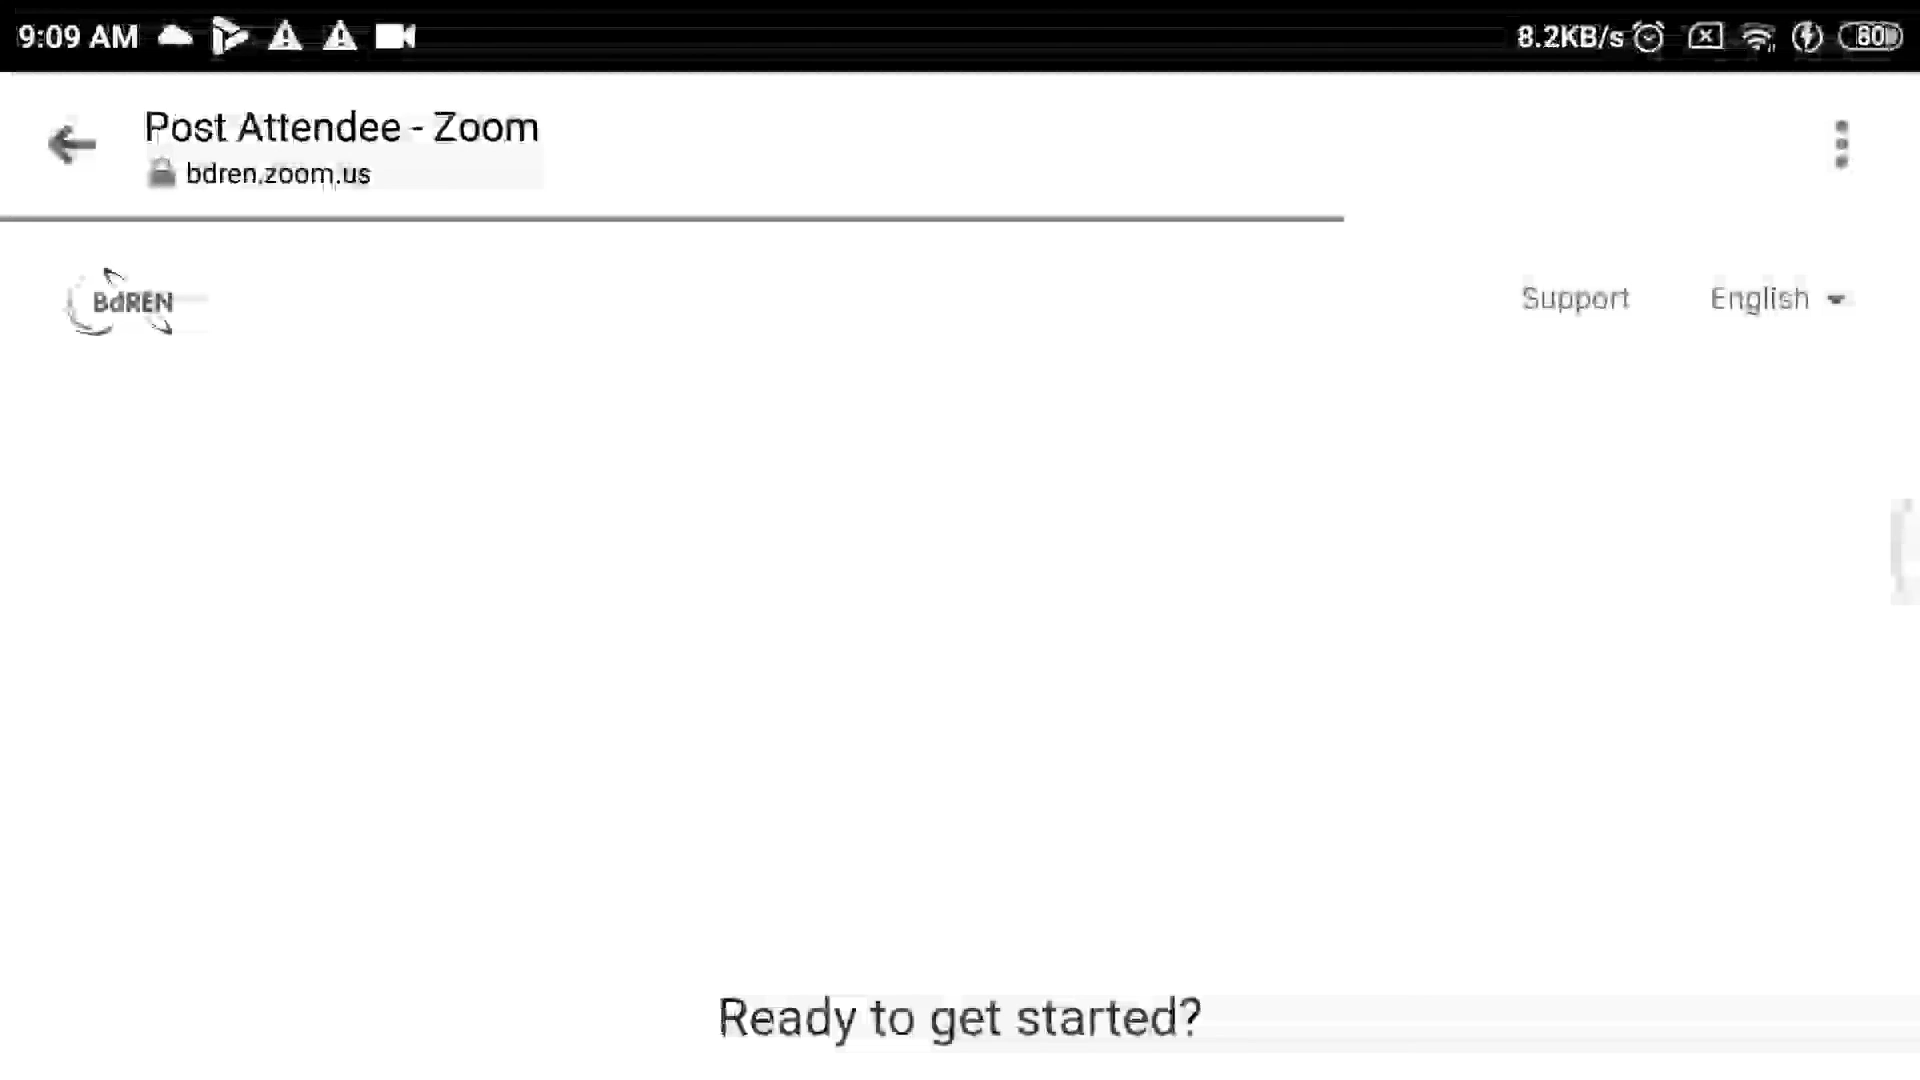 9:09 AM
8.2KB/s
80
Post Attendee - Zoom
bdren.zoom.us
BdREN
Support
English
Ready to get started?